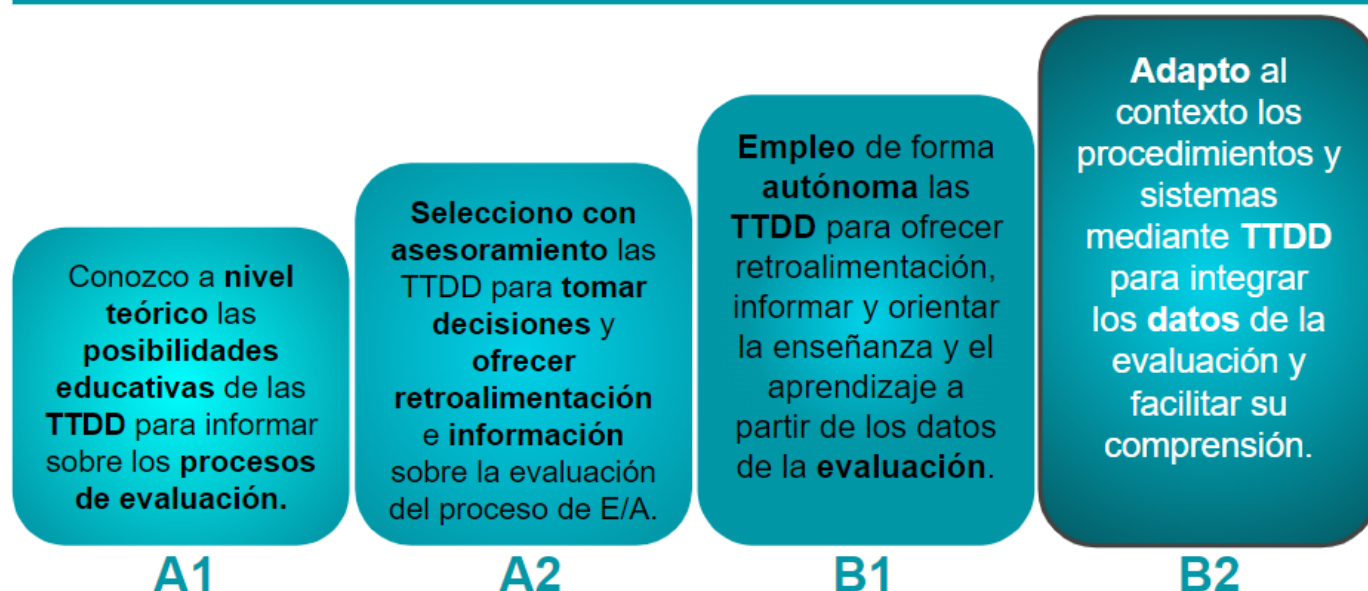 Conozco a nivel
teórico las
posibilidades
educativas de las
TTDD para informar
sobre los procesos
de evaluación.
A1
Selecciono con
asesoramiento las
TTDD para tomar
decisiones y
ofrecer
retroalimentación
e información
sobre la evaluación
del proceso de E/A.
A2
Empleo de forma
autónoma las
TTDD para ofrecer
retroalimentación,
informar y orientar
la enseñanza y el
aprendizaje a
partir de los datos
de la evaluación.
B1
Adapto al
contexto los
procedimientos y
sistemas
mediante TTDD
para integrar
los datos de la
evaluación y
facilitar su
comprensión.
B2